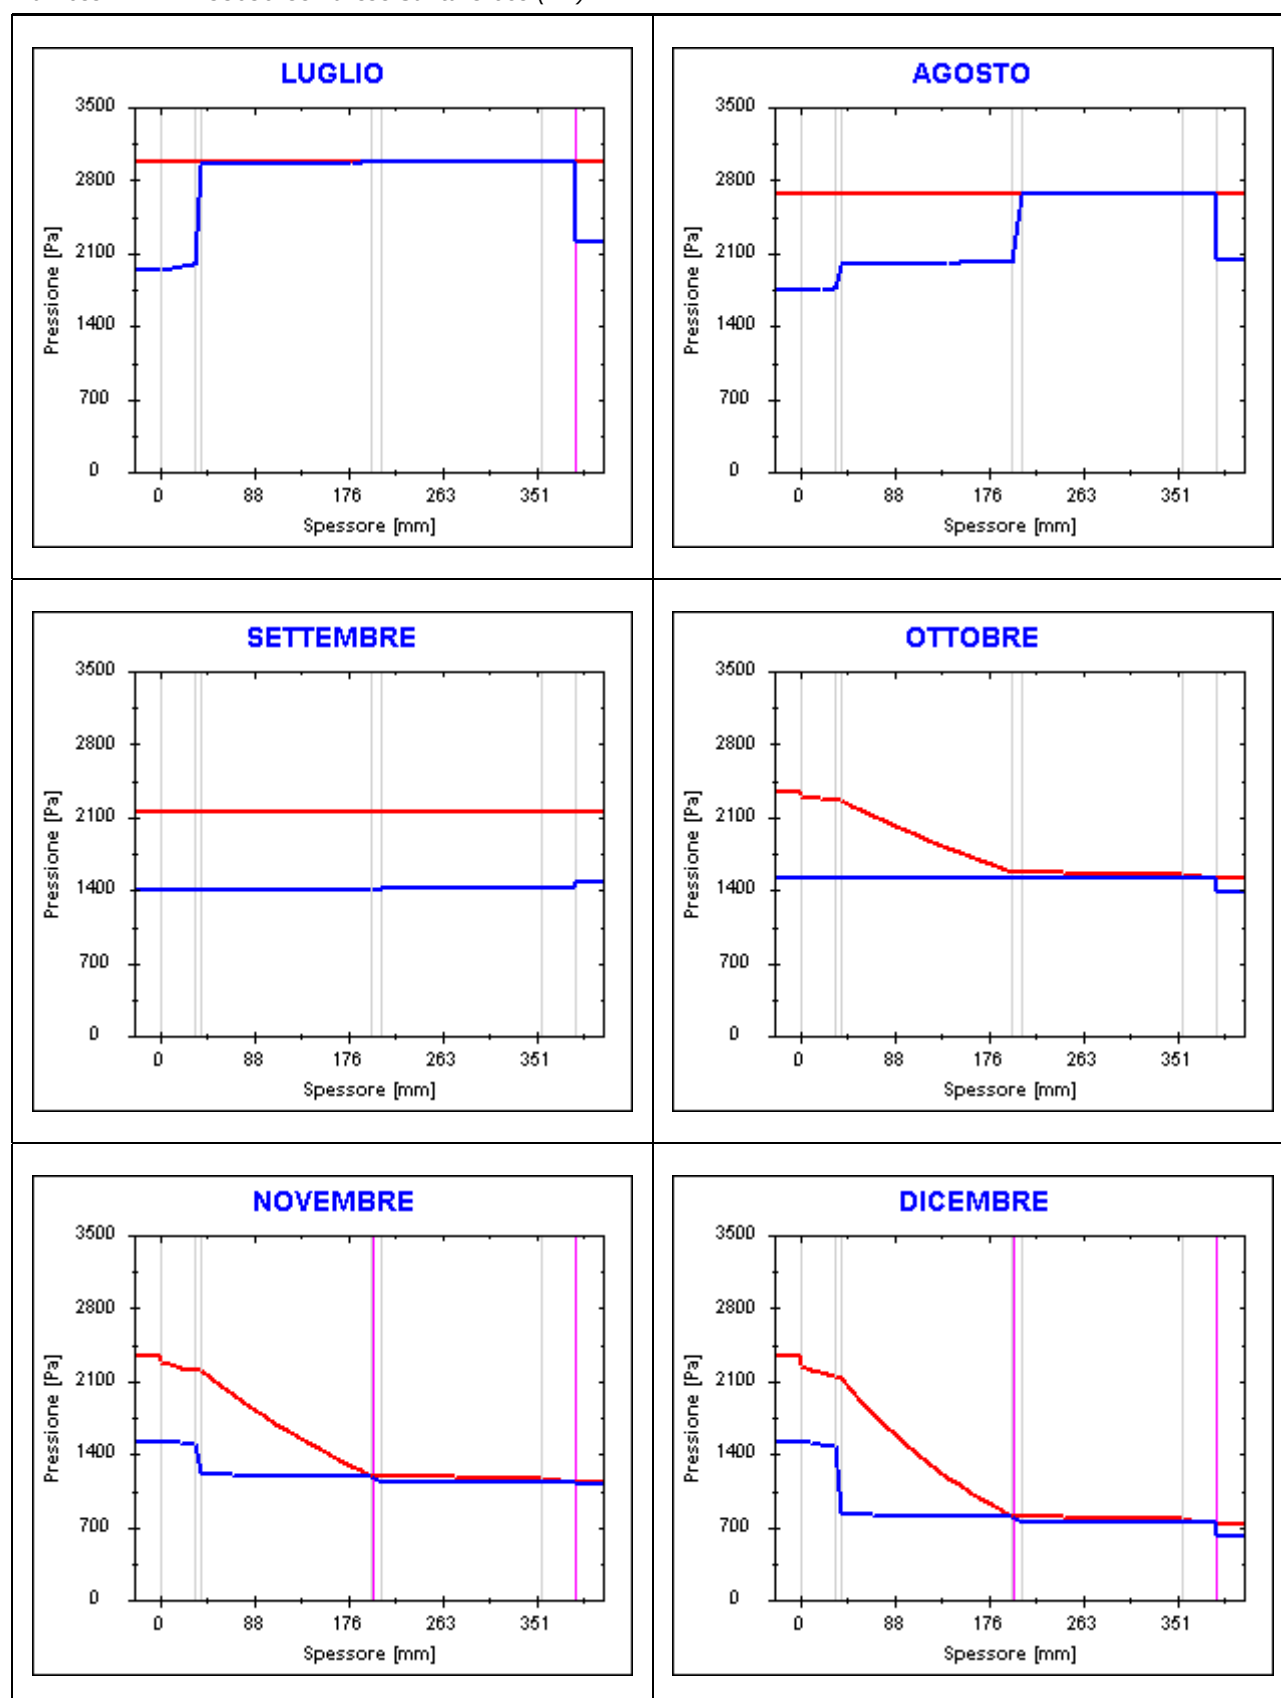 LUGLIO
3500
2800
2100
1400
700
0
Pressione [Pa]
0 88 176 263 351
Spessore [mm]
AGOSTO
3500
2800
2100
1400
700
0
Pressione [Pa]
0 88 176 263 351
Spessore [mm]
SETTEMBRE
3500
2800
2100
1400
700
0
Pressione [Pa]
0 88 176 263 351
Spessore [mm]
OTTOBRE
3500
2800
2100
1400
700
0
Pressione [Pa]
0 88 176 263 351
Spessore [mm]
NOVEMBRE
3500
2800
2100
1400
700
0
Pressione [Pa]
0 88 176 263 351
Spessore [mm]
DICEMBRE
3500
2800
2100
1400
700
0
Pressione [Pa]
0 88 176 263 351
Spessore [mm]